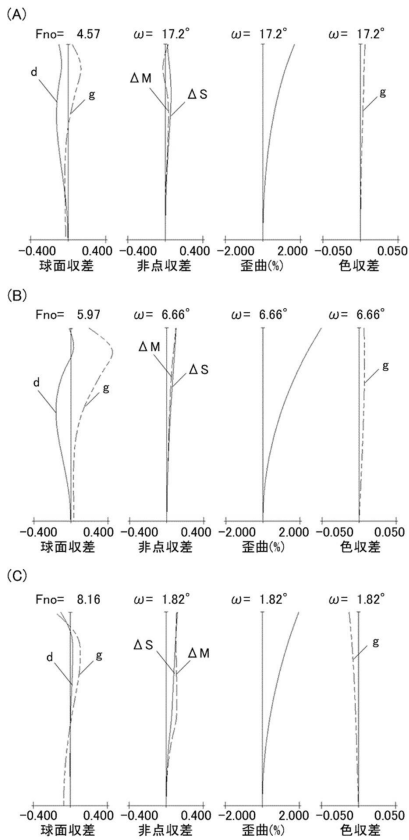 (A)
Fno= 4.57 ω= 17.2° ω= 17.2° ω= 17.2°
d g ΔM ΔS g
-0.400 0.400 -0.400 0.400 -2.000 2.000 -0.050 0.050
球面収差 非点収差 歪曲(%) 色収差
(B)
Fno= 5.97 ω= 6.66° ω= 6.66° ω= 6.66°
d g ΔM ΔS g
-0.400 0.400 -0.400 0.400 -2.000 2.000 -0.050 0.050
球面収差 非点収差 歪曲(%) 色収差
(C)
Fno= 8.16 ω= 1.82° ω= 1.82° ω= 1.82°
d g ΔS ΔM g
-0.400 0.400 -0.400 0.400 -2.000 2.000 -0.050 0.050
球面収差 非点収差 歪曲(%) 色収差